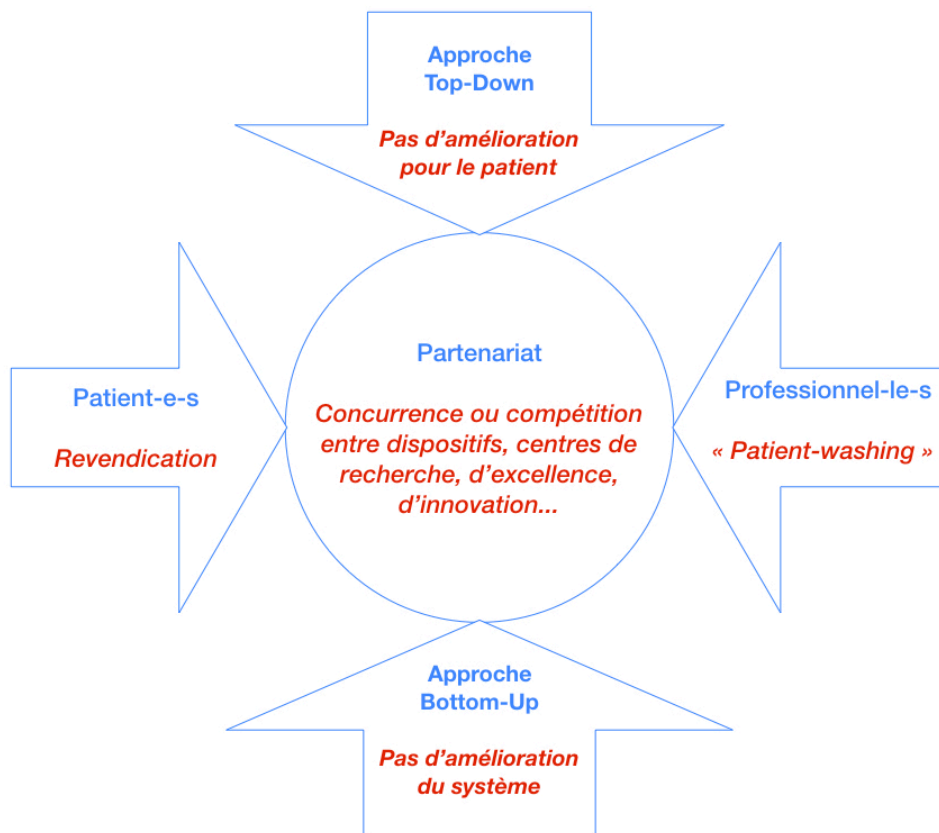 Approche
Top-Down
Pas d’amélioration
pour le patient
Patient-e-s
Revendication
Partenariat
Concurrence ou compétition
entre dispositifs, centres de
recherche, d’excellence,
d’innovation...
Professionnel-le-s
« Patient-washing »
Approche
Bottom-Up
Pas d’amélioration
du système